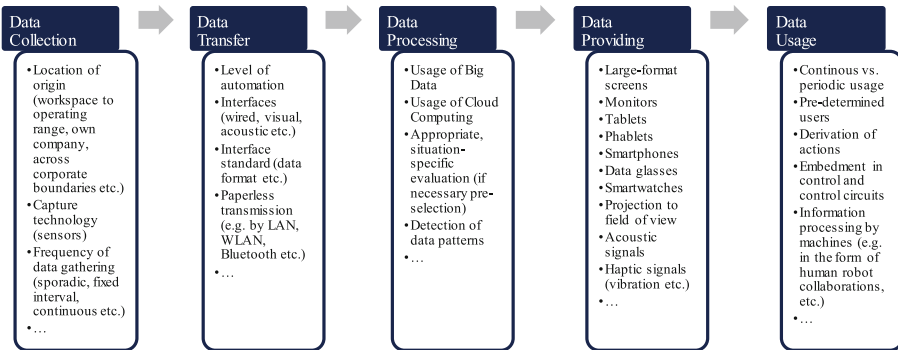 Data
Collection
•Location of
origin
(workspace to
operating
range, own
company,
across
corporate
boundaries etc.)
•Capture
technology
(sensors)
•Frequency of
data gathering
(sporadic, fixed
interval,
continuous etc.)
•…
Data
Transfer
•Level of
automation
•Interfaces
(wired, visual,
acoustic etc.)
•Interface
standard (data
format etc.)
•Paperless
transmission
(e.g. by LAN,
WLAN,
Bluetooth etc.)
•…
Data
Processing
•Usage of Big
Data
•Usage of Cloud
Computing
•Appropriate,
situation-
specific
evaluation (if
necessary pre-
selection)
•Detection of
data patterns
•…
Data
Providing
•Large-format
screens
•Monitors
•Tablets
•Phablets
•Smartphones
•Data glasses
•Smartwatches
•Projection to
field of view
•Acoustic
signals
•Haptic signals
(vibration etc.)
•…
Data
Usage
•Continous vs.
periodic usage
•Pre-determined
users
•Derivation of
actions
•Embedment in
control and
control circuits
•Information
processing by
machines (e.g.
in the form of
human robot
collaborations,
etc.)
•…